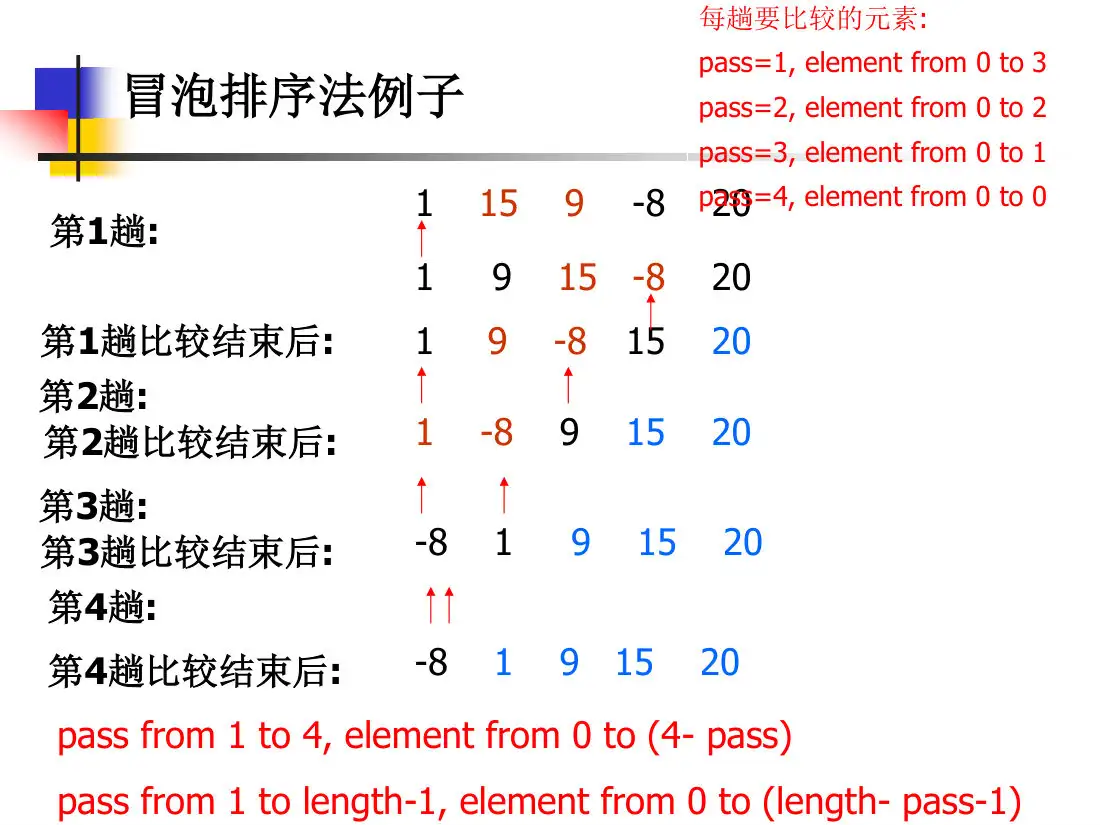 每趟要比较的元素:
pass=1, element from 0 to 3
冒泡排序法例子
pass=2, element from 0 to 2
pass=3, element from 0 to 1
pass=4, element from 0 to 0
1 15 9 -8 20
第1趟:
1 9 15 -8 20
第1趟比较结束后: 1 9 -8 15 20
第2趟:
第2趟比较结束后: 1 -8 9 15 20
第3趟:
第3趟比较结束后: -8 1 9 15 20
第4趟:
第4趟比较结束后: -8 1 9 15 20
pass from 1 to 4, element from 0 to (4- pass)
pass from 1 to length-1, element from 0 to (length- pass-1)